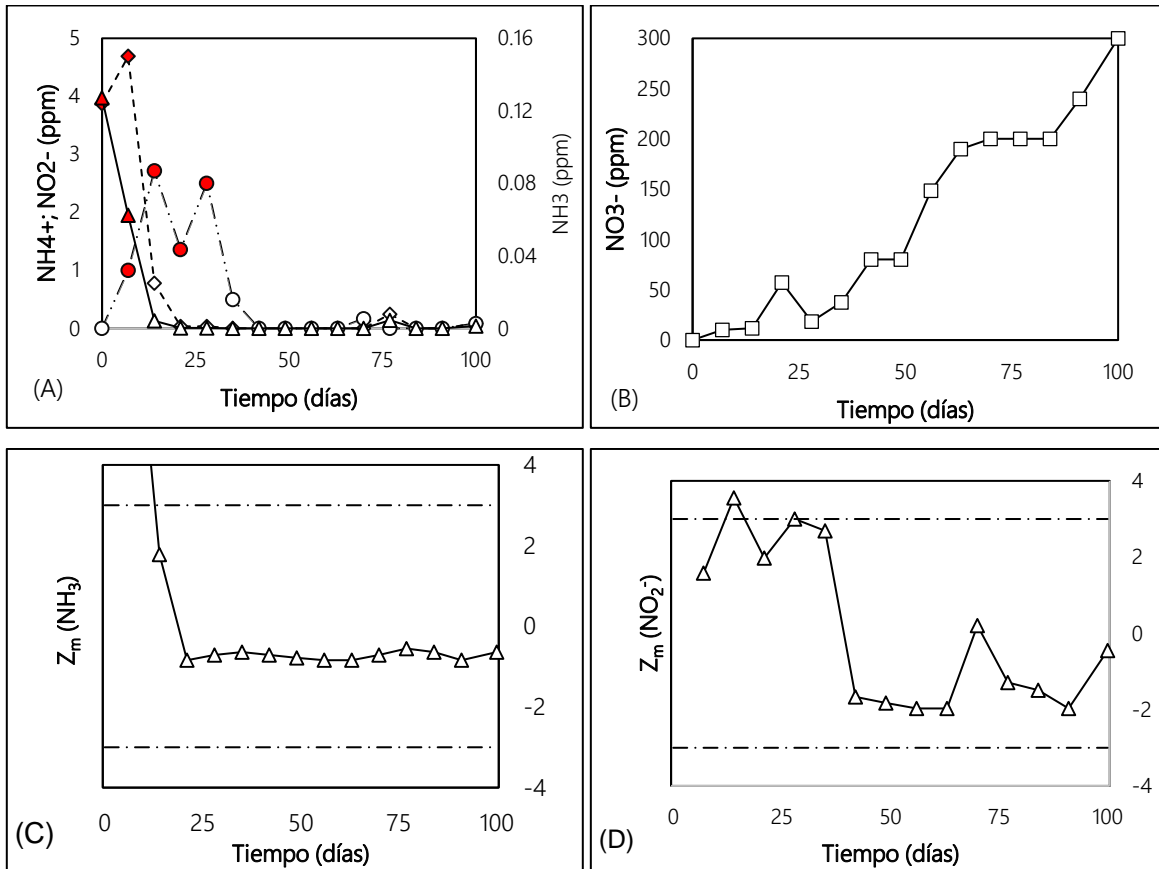 5
4
3
2
1
0
NH4+; NO2- (ppm)
0.16
0.12
0.08
0.04
0
NH3 (ppm)
0 25 50 75 100
Tiempo (días)
(A)
300
250
200
150
100
50
0
NO3- (ppm)
0 25 50 75 100
Tiempo (días)
(B)
4
2
0
-2
-4
Zm (NH3)
0 25 50 75 100
Tiempo (días)
(C)
4
2
0
-2
-4
Zm (NO2-)
0 25 50 75 100
Tiempo (días)
(D)